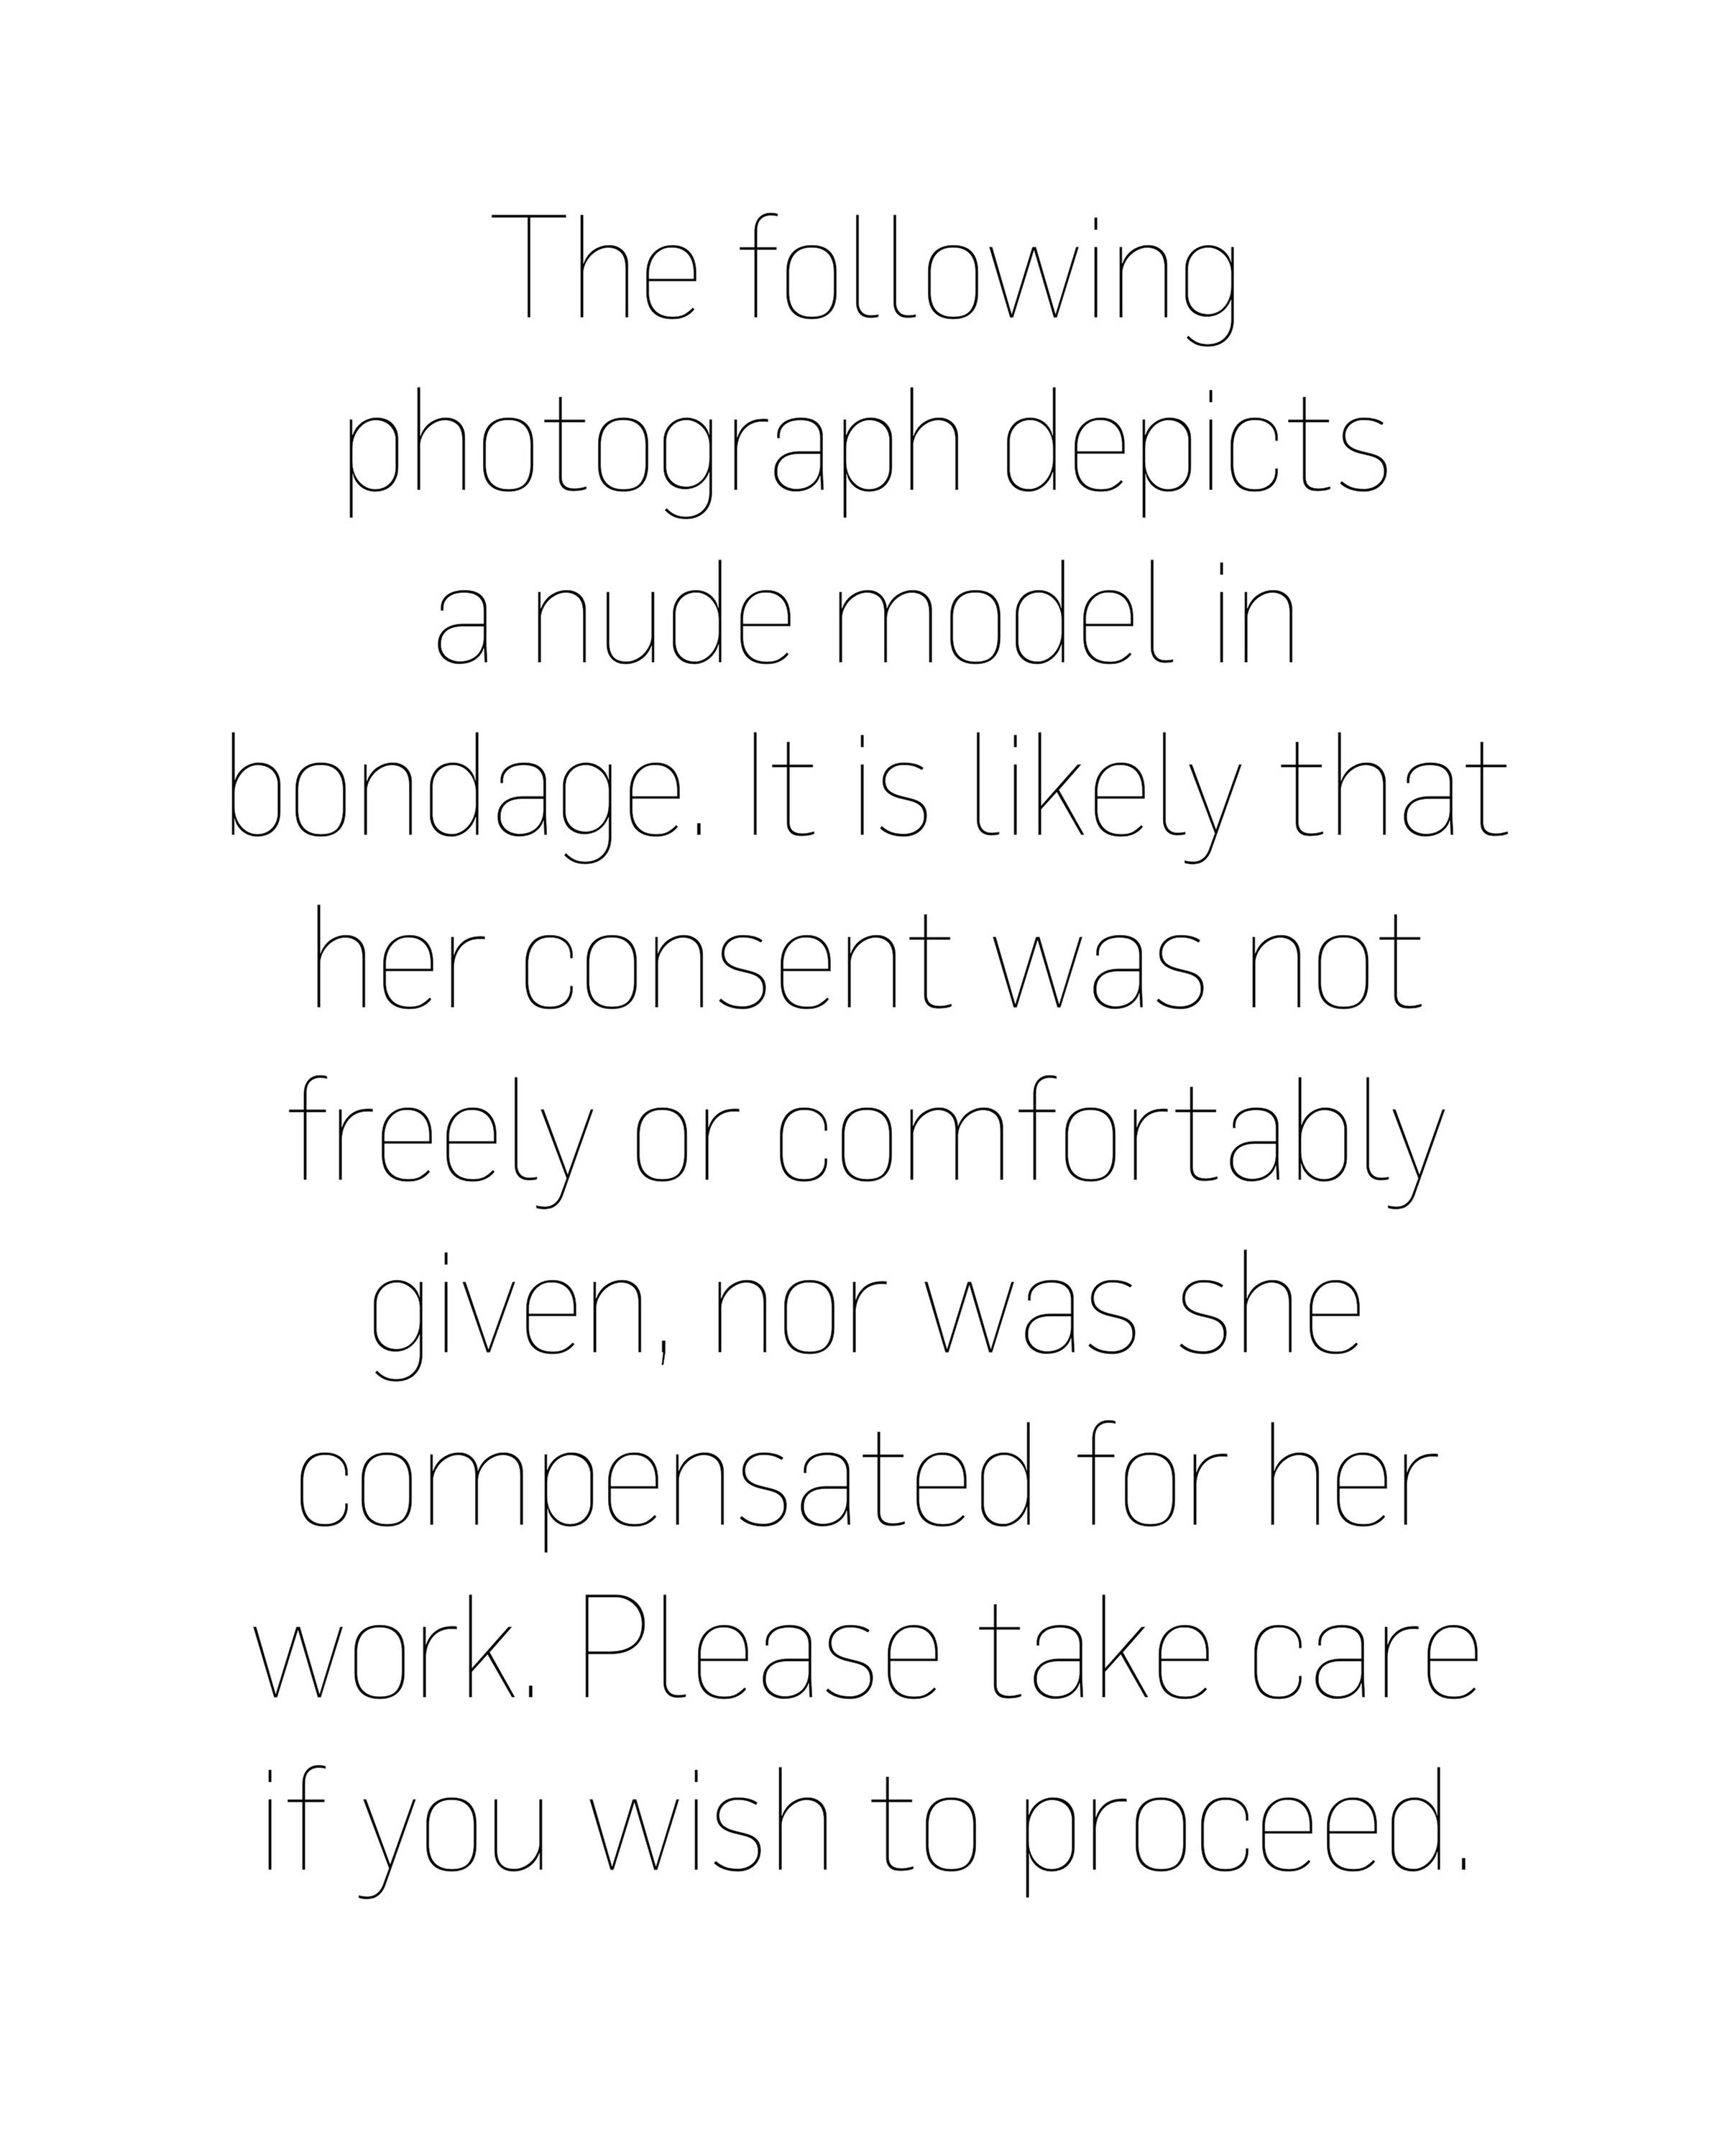 The following
photograph depicts
a nude model in
bondage. It is likely that
her consent was not
freely or comfortably
given, nor was she
compensated for her
work. Please take care
if you wish to proceed.